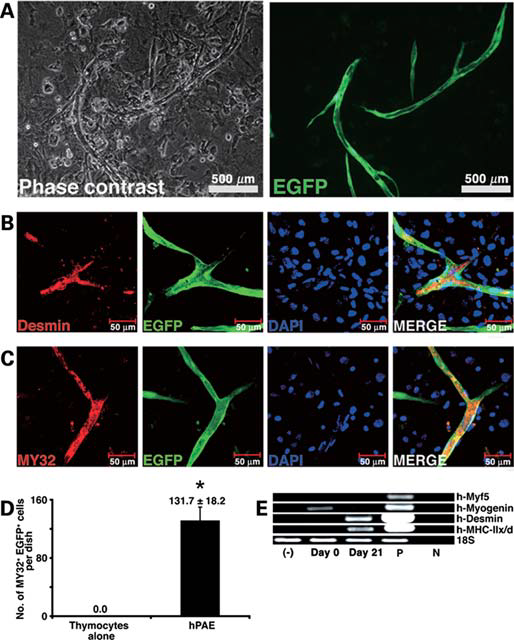 A
Phase contrast
500 µm
EGFP
500 µm
B
Desmin
50 µm
EGFP
50 µm
DAPI
50 µm
MERGE
50 µm
C
MY32
50 µm
EGFP
50 µm
DAPI
50 µm
MERGE
50 µm
D
No. of MY32+ EGFP+ cells
per dish
160
120
80
40
0
*
131.7 ± 18.2
0.0
Thymocytes
alone
hPAE
E
h-Myf5
h-Myogenin
h-Desmin
h-MHC-IIx/d
18S
(-) Day 0 Day 21 P N